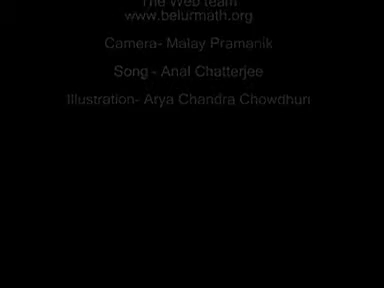 The Web team
www.belurmath.org
Camera- Malay Pramanik
Song - Anal Chatterjee
Illustration- Arya Chandra Chowdhuri